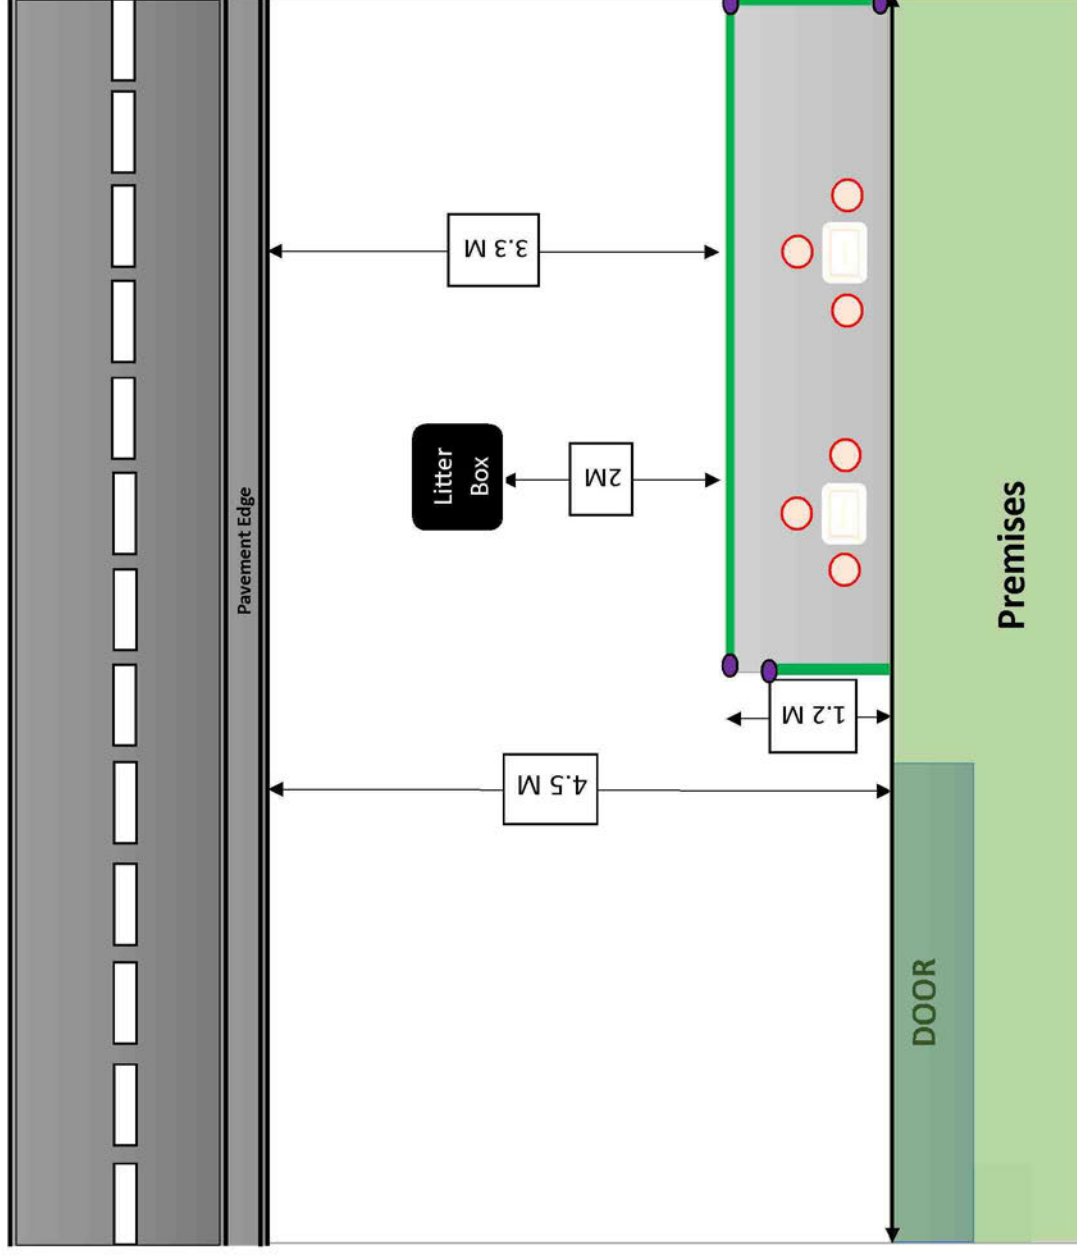 Pavement Edge
3.3 M
Litter
Box
2M
1.2 M
4.5 M
Premises
DOOR